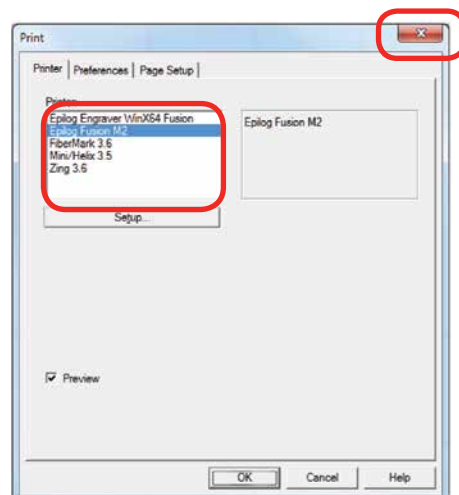 Print
Printer Preferences Page Setup
Printer
Epilog Engraver WinX64 Fusion
Epilog Fusion M2
FiberMark 3.6
Mini/Helix 3.5
Zing 3.6
Epilog Fusion M2
Setup...
Preview
OK Cancel Help